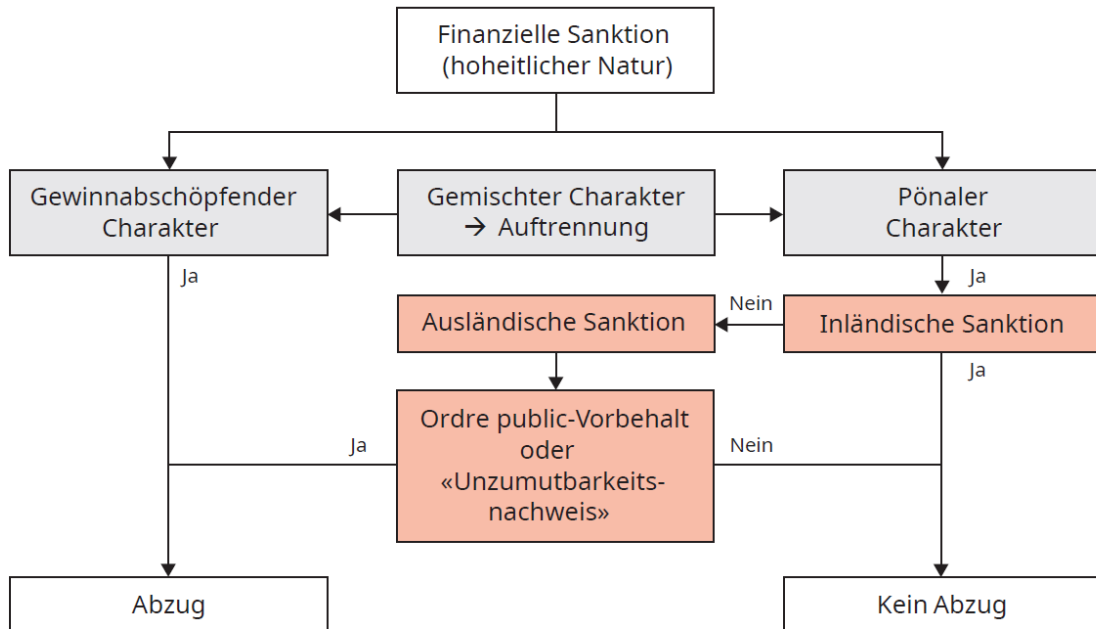 Finanzielle Sanktion
(hoheitlicher Natur)
Gewinnabschöpfender
Charakter
Gemischter Charakter
→ Auftrennung
Pönaler
Charakter
Ja
Ja
Ausländische Sanktion
Nein
Inländische Sanktion
Ja
Ordre public-Vorbehalt
oder
«Unzumutbarkeits-
nachweis»
Ja
Nein
Abzug
Kein Abzug